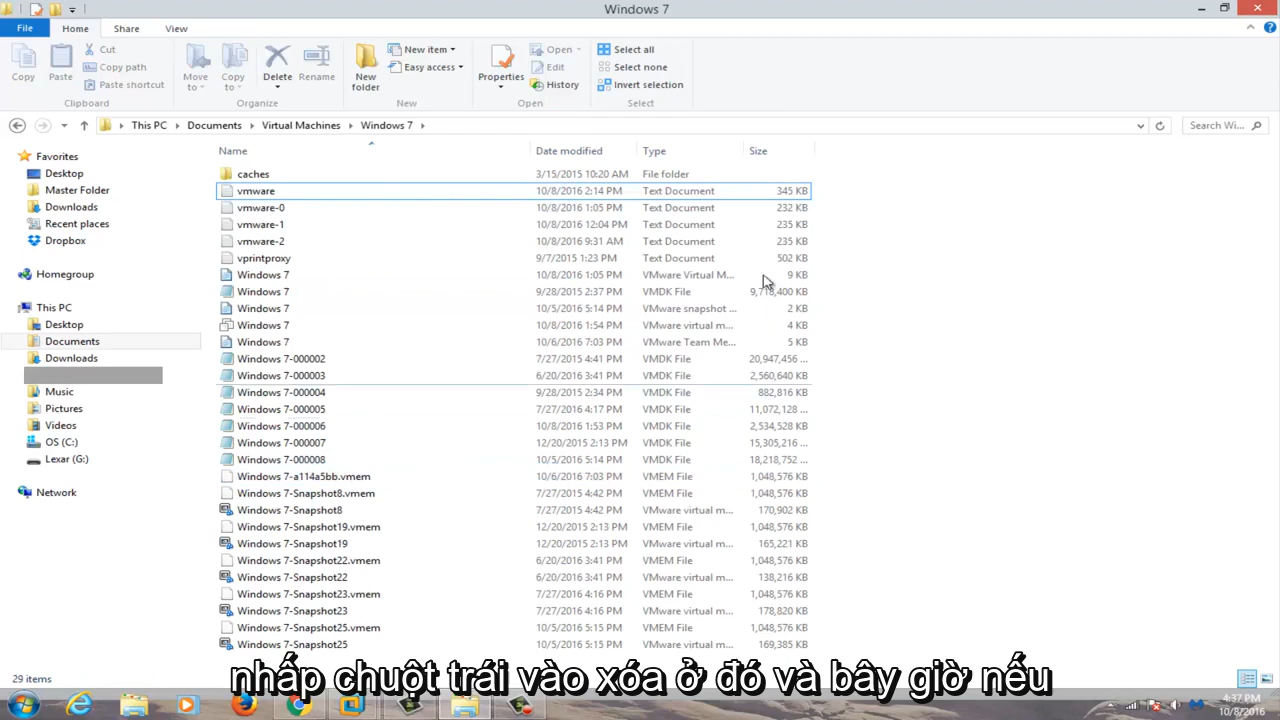 Windows 7
File Home Share View
Copy
Paste
Cut
Copy path
Paste shortcut
Clipboard
Move to
Copy to
Delete
Rename
Organize
New folder
New item
Easy access
New
Properties
Open
Edit
History
Open
Select all
Select none
Invert selection
Select
This PC Documents Virtual Machines Windows 7
Search Wi...
Favorites
Desktop
Master Folder
Downloads
Recent places
Dropbox
Homegroup
This PC
Desktop
Documents
Downloads
Music
Pictures
Videos
OS (C:)
Lexar (G:)
Network
Name Date modified Type Size
caches 3/15/2015 10:20 AM File folder
vmware 10/8/2016 2:14 PM Text Document 345 KB
vmware-0 10/8/2016 1:05 PM Text Document 232 KB
vmware-1 10/8/2016 12:04 PM Text Document 235 KB
vmware-2 10/8/2016 9:31 AM Text Document 235 KB
vprintproxy 9/7/2015 1:23 PM Text Document 502 KB
Windows 7 10/8/2016 1:05 PM VMware Virtual M... 9 KB
Windows 7 9/28/2015 2:37 PM VMDK File 9,718,400 KB
Windows 7 10/5/2016 5:14 PM VMware snapshot ... 2 KB
Windows 7 10/8/2016 1:54 PM VMware virtual m... 4 KB
Windows 7 10/6/2016 7:03 PM VMware Team Me... 5 KB
Windows 7-000002 7/27/2015 4:41 PM VMDK File 20,947,456 ...
Windows 7-000003 6/20/2016 3:41 PM VMDK File 2,560,640 KB
Windows 7-000004 9/28/2015 2:34 PM VMDK File 882,816 KB
Windows 7-000005 7/27/2016 4:17 PM VMDK File 11,072,128 ...
Windows 7-000006 10/8/2016 1:53 PM VMDK File 2,534,528 KB
Windows 7-000007 12/20/2015 2:13 PM VMDK File 15,305,216 ...
Windows 7-000008 10/5/2016 5:14 PM VMDK File 18,218,752 ...
Windows 7-a114a5bb.vmem 10/6/2016 7:03 PM VMEM File 1,048,576 KB
Windows 7-Snapshot8.vmem 7/27/2015 4:42 PM VMEM File 1,048,576 KB
Windows 7-Snapshot8 7/27/2015 4:42 PM VMware virtual m... 170,902 KB
Windows 7-Snapshot19.vmem 12/20/2015 2:13 PM VMEM File 1,048,576 KB
Windows 7-Snapshot19 12/20/2015 2:13 PM VMware virtual m... 165,221 KB
Windows 7-Snapshot22.vmem 6/20/2016 3:41 PM VMEM File 1,048,576 KB
Windows 7-Snapshot22 6/20/2016 3:41 PM VMware virtual m... 138,216 KB
Windows 7-Snapshot23.vmem 7/27/2016 4:16 PM VMEM File 1,048,576 KB
Windows 7-Snapshot23 7/27/2016 4:16 PM VMware virtual m... 178,820 KB
Windows 7-Snapshot25.vmem 10/5/2016 5:15 PM VMEM File 1,048,576 KB
Windows 7-Snapshot25 10/5/2016 5:15 PM VMware virtual m... 169,385 KB
nhấp chuột trái vào xóa ở đó và bây giờ nếu
29 items
4:37 PM
10/8/2016